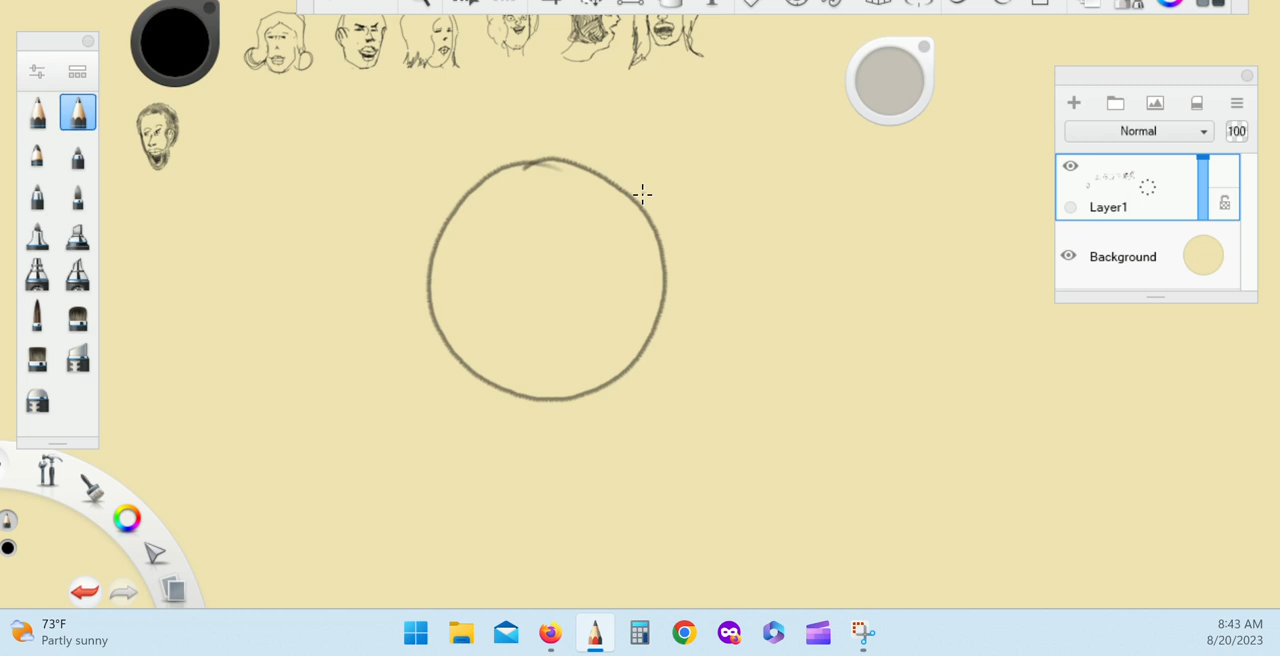 Normal
100
Layer1
Background
73°F
Partly sunny
8:43 AM
8/20/2023